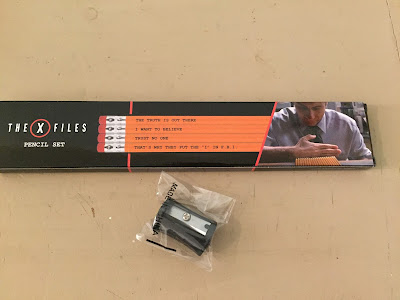 THE X FILES
PENCIL SET
THE TRUTH IS OUT THERE
I WANT TO BELIEVE
TRUST NO ONE
THAT'S WHY THEY PUT THE "I" IN F.B.I
MADE